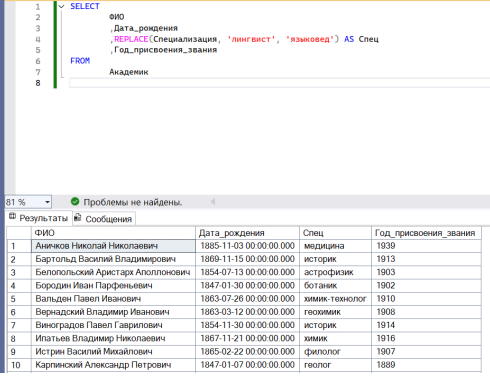 1 SELECT
2 ФИО
3 ,Дата_рождения
4 ,REPLACE(Специализация, 'лингвист', 'языковед') AS Спец
5 ,Год_присвоения_звания
6 FROM
7 Академик
8
81 % Проблемы не найдены.
Результаты Сообщения
ФИО Дата_рождения Спец Год_присвоения_звания
1 Аничков Николай Николаевич 1885-11-03 00:00:00.000 медицина 1939
2 Бартольд Василий Владимирович 1869-11-15 00:00:00.000 историк 1913
3 Белопольский Аристарх Аполлонович 1854-07-13 00:00:00.000 астрофизик 1903
4 Бородин Иван Парфеньевич 1847-01-30 00:00:00.000 ботаник 1902
5 Вальден Павел Иванович 1863-07-26 00:00:00.000 химик-технолог 1910
6 Вернадский Владимир Иванович 1863-03-12 00:00:00.000 геохимик 1908
7 Виноградов Павел Гаврилович 1854-11-30 00:00:00.000 историк 1914
8 Ипатьев Владимир Николаевич 1867-11-21 00:00:00.000 химик 1916
9 Истрин Василий Михайлович 1865-02-22 00:00:00.000 филолог 1907
10 Карпинский Александр Петрович 1847-01-07 00:00:00.000 геолог 1889